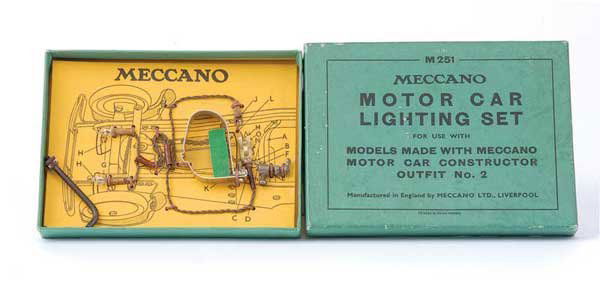 MECCANO
M251
MECCANO
MOTOR CAR
LIGHTING SET
FOR USE WITH
MODELS MADE WITH MECCANO
MOTOR CAR CONSTRUCTOR
OUTFIT No. 2
Manufactured in England by MECCANO LTD., LIVERPOOL